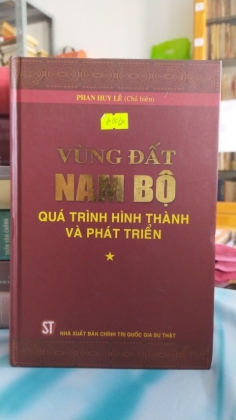 PHAN HUY LÊ (Chủ biên)
VÙNG ĐẤT
NAM BỘ
QUÁ TRÌNH HÌNH THÀNH
VÀ PHÁT TRIỂN
ST
NHÀ XUẤT BẢN CHÍNH TRỊ QUỐC GIA SỰ THẬT